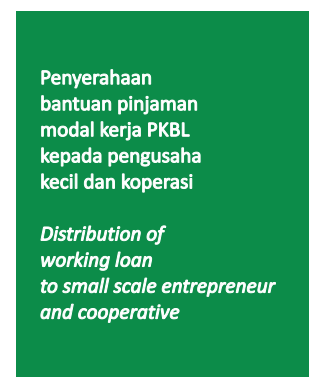 Penyerahaan
bantuan pinjaman
modal kerja PKBL
kepada pengusaha
kecil dan koperasi
Distribution of
working loan
to small scale entrepreneur
and cooperative